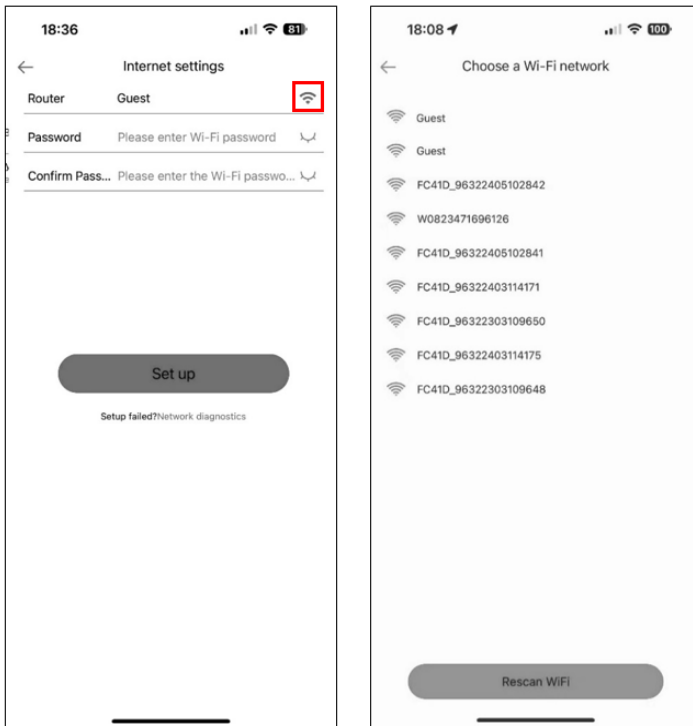 18:36
81
Internet settings
Router Guest
Password Please enter Wi-Fi password
Confirm Pass... Please enter the Wi-Fi passwo...
Set up
Setup failed?Network diagnostics
18:08
100
Choose a Wi-Fi network
Guest
Guest
FC41D_96322405102842
W0823471696126
FC41D_96322405102841
FC41D_96322403114171
FC41D_96322303109650
FC41D_96322403114175
FC41D_96322303109648
Rescan WiFi